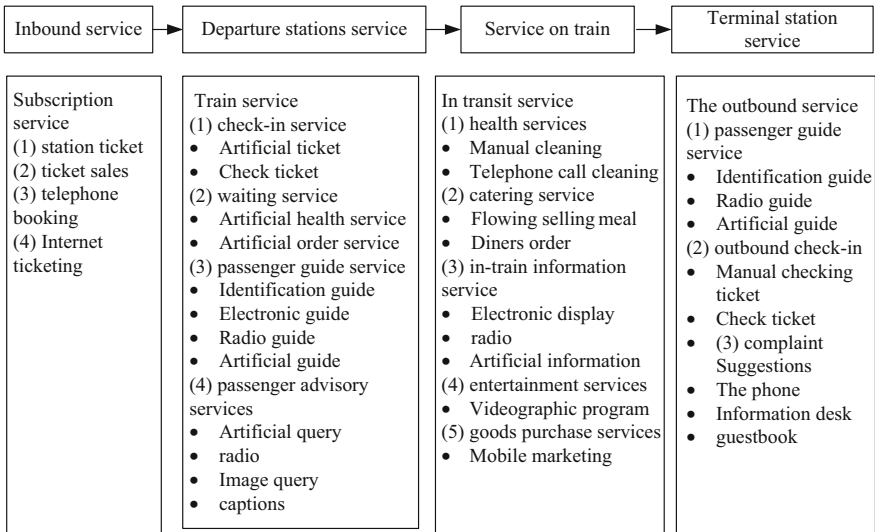 Inbound service
Departure stations service
Service on train
Terminal station
service
Subscription
service
(1) station ticket
(2) ticket sales
(3) telephone
booking
(4) Internet
ticketing
Train service
(1) check-in service
• Artificial ticket
• Check ticket
(2) waiting service
• Artificial health service
• Artificial order service
(3) passenger guide service
• Identification guide
• Electronic guide
• Radio guide
• Artificial guide
(4) passenger advisory
services
• Artificial query
• radio
• Image query
• captions
In transit service
(1) health services
• Manual cleaning
• Telephone call cleaning
(2) catering service
• Flowing selling meal
• Diners order
(3) in-train information
service
• Electronic display
• radio
• Artificial information
(4) entertainment services
• Videographic program
(5) goods purchase services
• Mobile marketing
The outbound service
(1) passenger guide
service
• Identification guide
• Radio guide
• Artificial guide
(2) outbound check-in
• Manual checking
ticket
• Check ticket
• (3) complaint
Suggestions
• The phone
• Information desk
• guestbook